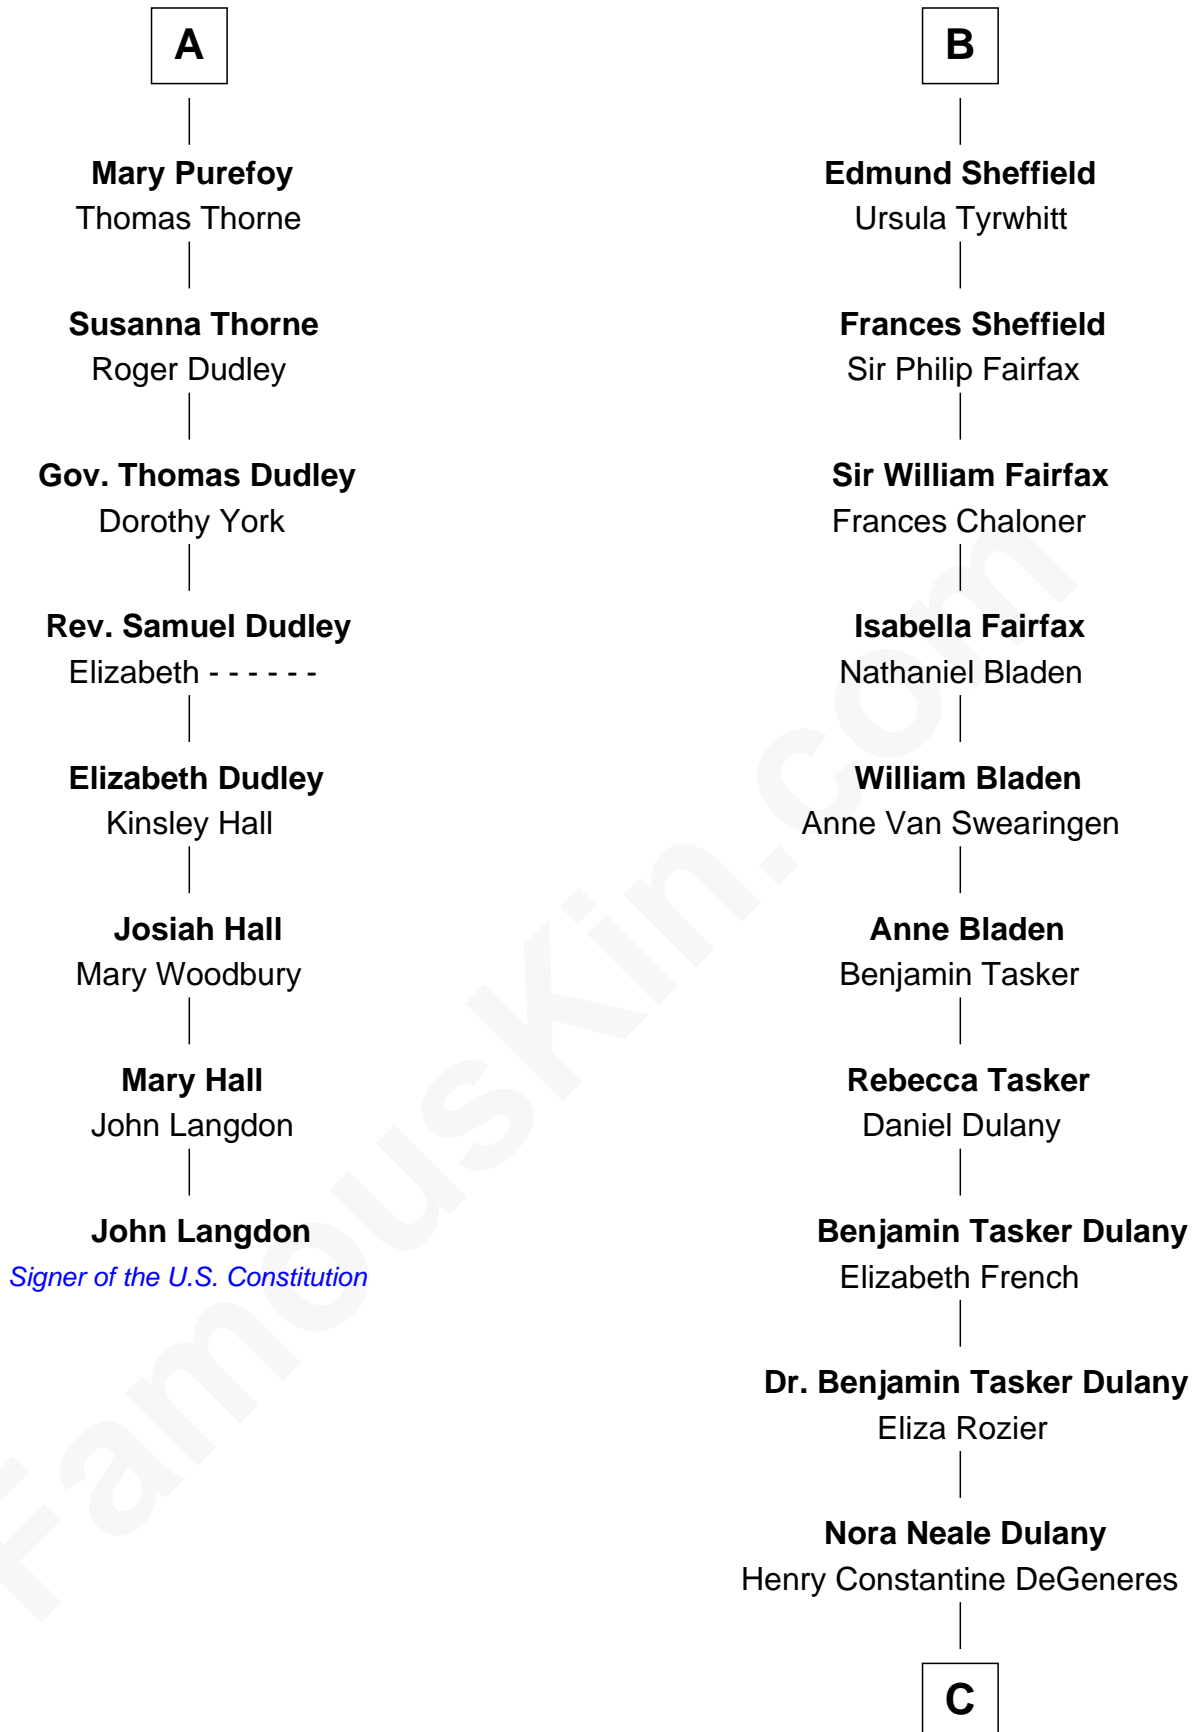 A
Mary Purefoy
Thomas Thorne
Susanna Thorne
Roger Dudley
Gov. Thomas Dudley
Dorothy York
Rev. Samuel Dudley
Elizabeth - - - - - -
Elizabeth Dudley
Kinsley Hall
Josiah Hall
Mary Woodbury
Mary Hall
John Langdon
John Langdon
Signer of the U.S. Constitution
B
Edmund Sheffield
Ursula Tyrwhitt
Frances Sheffield
Sir Philip Fairfax
Sir William Fairfax
Frances Chaloner
Isabella Fairfax
Nathaniel Bladen
William Bladen
Anne Van Swearingen
Anne Bladen
Benjamin Tasker
Rebecca Tasker
Daniel Dulany
Benjamin Tasker Dulany
Elizabeth French
Dr. Benjamin Tasker Dulany
Eliza Rozier
Nora Neale Dulany
Henry Constantine DeGeneres
C
FamousKin.com